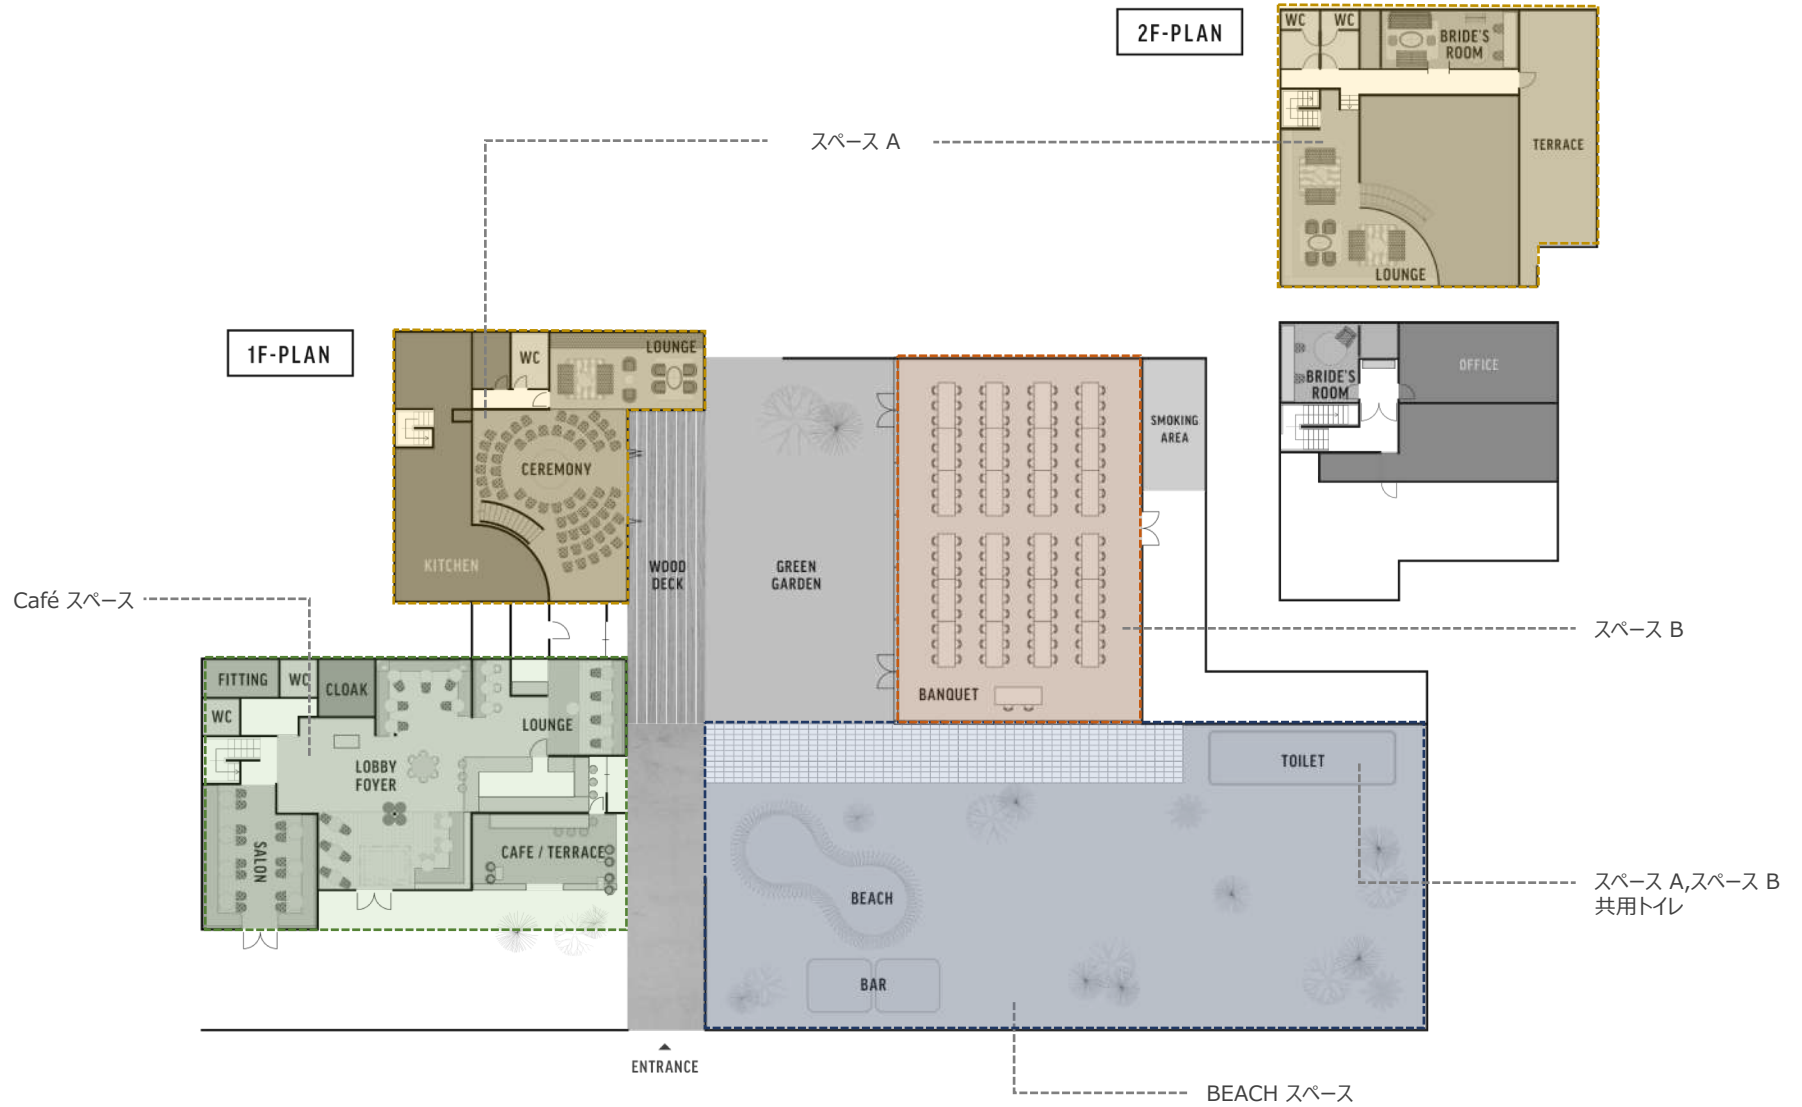 2F-PLAN
WC
WC
BRIDE'S
ROOM
TERRACE
LOUNGE
スペース A
1F-PLAN
WC
LOUNGE
CEREMONY
KITCHEN
WOOD
DECK
GREEN
GARDEN
SMOKING
AREA
BRIDE'S
ROOM
OFFICE
Café スペース
スペース B
BANQUET
FITTING
WC
CLOAK
WC
LOUNGE
LOBBY
FOYER
SALON
CAFE / TERRACE
TOILET
BEACH
BAR
スペース A,スペース B
共用トイレ
ENTRANCE
BEACH スペース